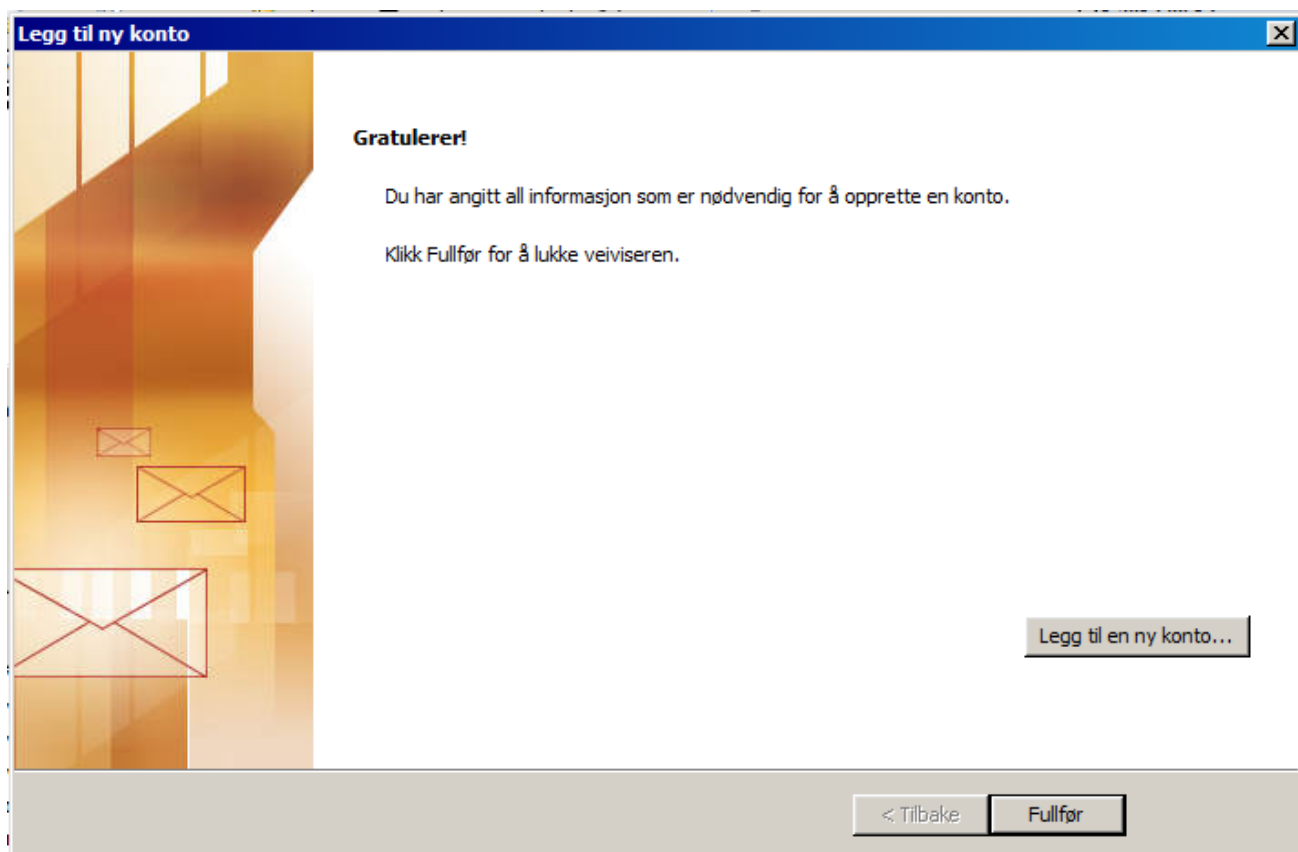 Legg til ny konto
Gratulerer!
Du har angitt all informasjon som er nødvendig for å opprette en konto.
Klikk Fullfør for å lukke veiviseren.
Legg til en ny konto...
< Tilbake
Fullfør